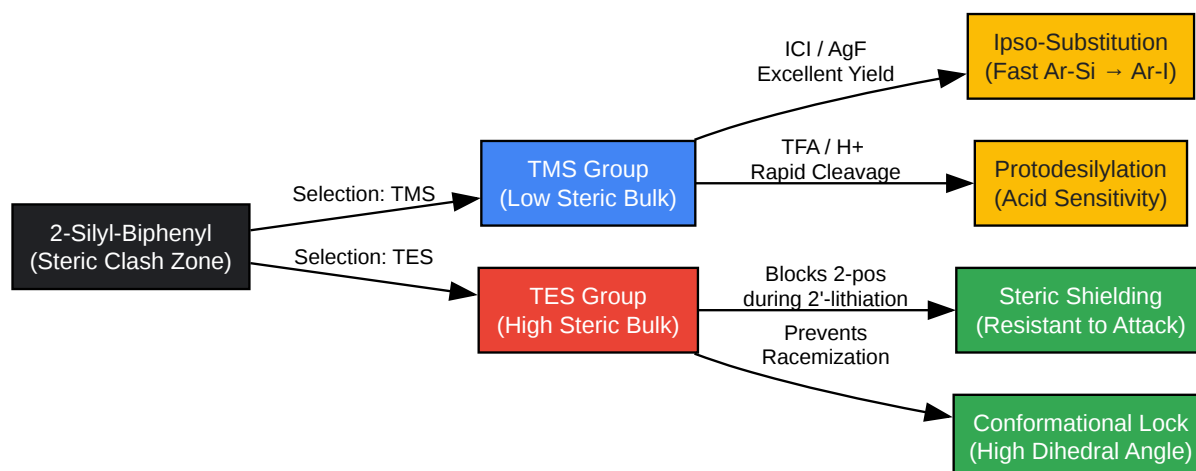 2-Silyl-Biphenyl
(Steric Clash Zone)
Selection: TMS
Selection: TES
TMS Group
(Low Steric Bulk)
TES Group
(High Steric Bulk)
ICl / AgF
Excellent Yield
TFA / H+
Rapid Cleavage
Blocks 2-pos
during 2'-lithiation
Prevents
Racemization
Ipso-Substitution
(Fast Ar-Si → Ar-I)
Protodesilylation
(Acid Sensitivity)
Steric Shielding
(Resistant to Attack)
Conformational Lock
(High Dihedral Angle)